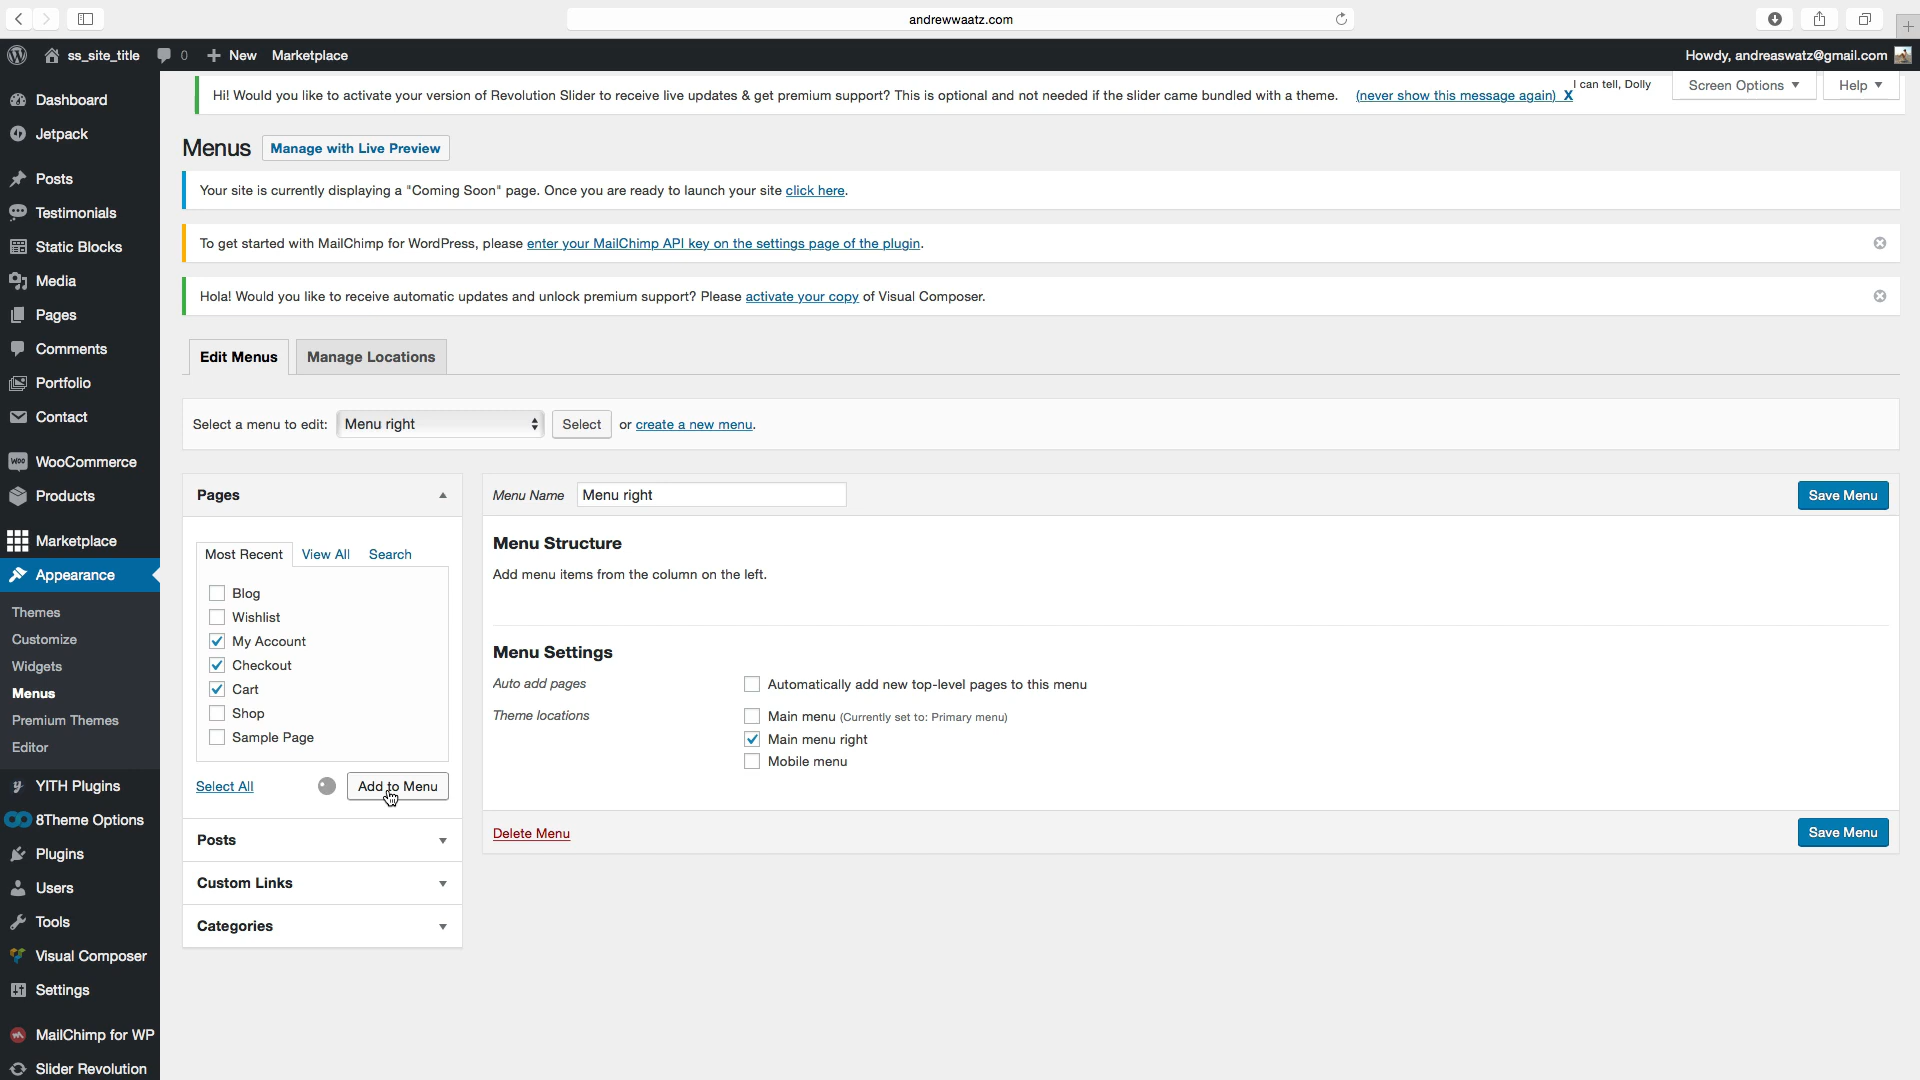 andrewwaatz.com
ss_site_title 0 New Marketplace Howdy, andreaswatz@gmail.com
Hi! Would you like to activate your version of Revolution Slider to receive live updates & get premium support? This is optional and not needed if the slider came bundled with a theme. (never show this message again) X
I can tell, Dolly
Screen Options Help
Menus Manage with Live Preview
Your site is currently displaying a "Coming Soon" page. Once you are ready to launch your site click here.
To get started with MailChimp for WordPress, please enter your MailChimp API key on the settings page of the plugin.
Hola! Would you like to receive automatic updates and unlock premium support? Please activate your copy of Visual Composer.
Edit Menus Manage Locations
Select a menu to edit: Menu right Select or create a new menu.
Pages
Most Recent View All Search
Blog
Wishlist
My Account
Checkout
Cart
Shop
Sample Page
Select All Add to Menu
Posts
Custom Links
Categories
Menu Name Menu right Save Menu
Menu Structure
Add menu items from the column on the left.
Menu Settings
Auto add pages Automatically add new top-level pages to this menu
Theme locations Main menu (Currently set to: Primary menu)
Main menu right
Mobile menu
Delete Menu Save Menu
Dashboard
Jetpack
Posts
Testimonials
Static Blocks
Media
Pages
Comments
Portfolio
Contact
WOO WooCommerce
Products
Marketplace
Appearance
Themes
Customize
Widgets
Menus
Premium Themes
Editor
YITH Plugins
8Theme Options
Plugins
Users
Tools
Visual Composer
Settings
MailChimp for WP
Slider Revolution